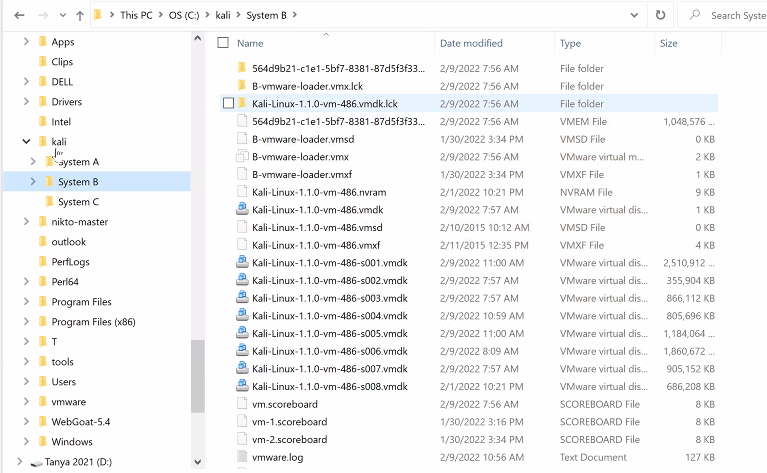 This PC > OS (C:) > kali > System B > Search Syste
Name Date modified Type Size
Apps
Clips
DELL
Drivers
Intel
kali
System A
System B
System C
nikto-master
outlook
PerfLogs
Perl64
Program Files
Program Files (x86)
T
tools
Users
vmware
WebGoat-5.4
Windows
Tanya 2021 (D:)
564d9b21-c1e1-5bf7-8381-87d5f3f33... 2/9/2022 7:56 AM File folder
B-vmware-loader.vmx.lck 2/9/2022 7:56 AM File folder
Kali-Linux-1.1.0-vm-486.vmdk.lck 2/9/2022 7:56 AM File folder
564d9b21-c1e1-5bf7-8381-87d5f3f33... 2/9/2022 7:56 AM VMEM File 1,048,576 ...
B-vmware-loader.vmsd 1/30/2022 3:34 PM VMSD File 0 KB
B-vmware-loader.vmx 2/9/2022 7:56 AM VMware virtual m... 2 KB
B-vmware-loader.vmxf 1/30/2022 3:34 PM VMXF File 3 KB
Kali-Linux-1.1.0-vm-486.nvram 2/1/2022 10:21 PM NVRAM File 9 KB
Kali-Linux-1.1.0-vm-486.vmdk 2/9/2022 7:57 AM VMware virtual dis... 1 KB
Kali-Linux-1.1.0-vm-486.vmsd 2/10/2015 10:12 AM VMSD File 0 KB
Kali-Linux-1.1.0-vm-486.vmxf 2/11/2015 12:35 PM VMXF File 4 KB
Kali-Linux-1.1.0-vm-486-s001.vmdk 2/9/2022 11:00 AM VMware virtual dis... 2,510,912 ...
Kali-Linux-1.1.0-vm-486-s002.vmdk 2/9/2022 7:57 AM VMware virtual dis... 355,904 KB
Kali-Linux-1.1.0-vm-486-s003.vmdk 2/9/2022 7:57 AM VMware virtual dis... 866,112 KB
Kali-Linux-1.1.0-vm-486-s004.vmdk 2/9/2022 10:59 AM VMware virtual dis... 805,696 KB
Kali-Linux-1.1.0-vm-486-s005.vmdk 2/9/2022 11:00 AM VMware virtual dis... 1,184,064 ...
Kali-Linux-1.1.0-vm-486-s006.vmdk 2/9/2022 8:09 AM VMware virtual dis... 1,860,672 ...
Kali-Linux-1.1.0-vm-486-s007.vmdk 2/9/2022 7:57 AM VMware virtual dis... 905,152 KB
Kali-Linux-1.1.0-vm-486-s008.vmdk 2/1/2022 10:21 PM VMware virtual dis... 686,208 KB
vm.scoreboard 2/9/2022 7:56 AM SCOREBOARD File 8 KB
vm-1.scoreboard 1/30/2022 3:16 PM SCOREBOARD File 8 KB
vm-2.scoreboard 1/30/2022 3:34 PM SCOREBOARD File 8 KB
vmware.log 2/9/2022 10:56 AM Text Document 127 KB